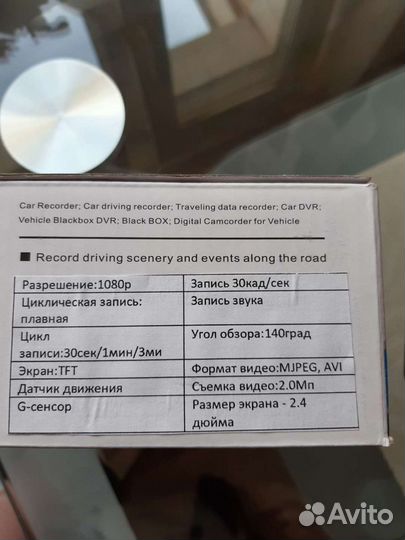 Car Recorder; Car driving recorder; Traveling data recorder; Car DVR;
Vehicle Blackbox DVR; Black BOX; Digital Camcorder for Vehicle
■ Record driving scenery and events along the road
Разрешение:1080p Запись 30кад/сек
Циклическая запись: Запись звука
плавная
Цикл Угол обзора:140град
записи:30сек/1мин/3ми
Экран:TFT Формат видео:MJPEG, AVI
Датчик движения Съемка видео:2.0Мп
G-сенсор Размер экрана - 2.4
дюйма
Avito